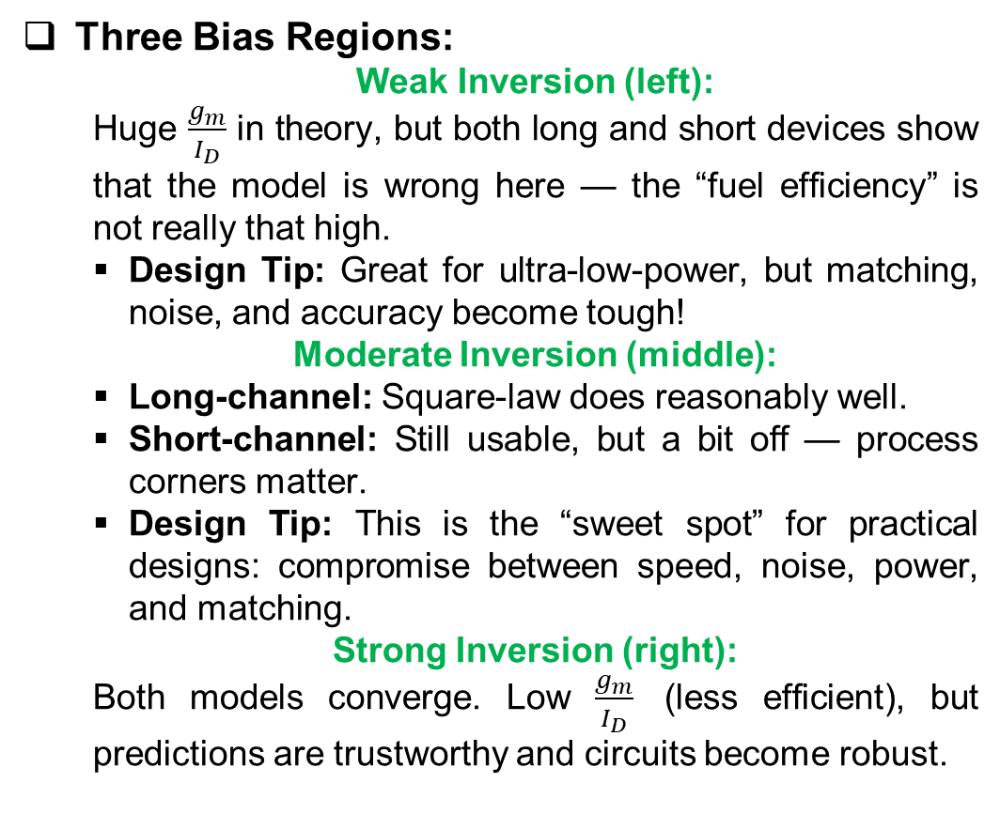 ❑ Three Bias Regions:
Weak Inversion (left):
Huge g_m/I_D in theory, but both long and short devices show
that the model is wrong here — the “fuel efficiency” is
not really that high.
▪ Design Tip: Great for ultra-low-power, but matching,
noise, and accuracy become tough!
Moderate Inversion (middle):
▪ Long-channel: Square-law does reasonably well.
▪ Short-channel: Still usable, but a bit off — process
corners matter.
▪ Design Tip: This is the “sweet spot” for practical
designs: compromise between speed, noise, power,
and matching.
Strong Inversion (right):
Both models converge. Low g_m/I_D (less efficient), but
predictions are trustworthy and circuits become robust.